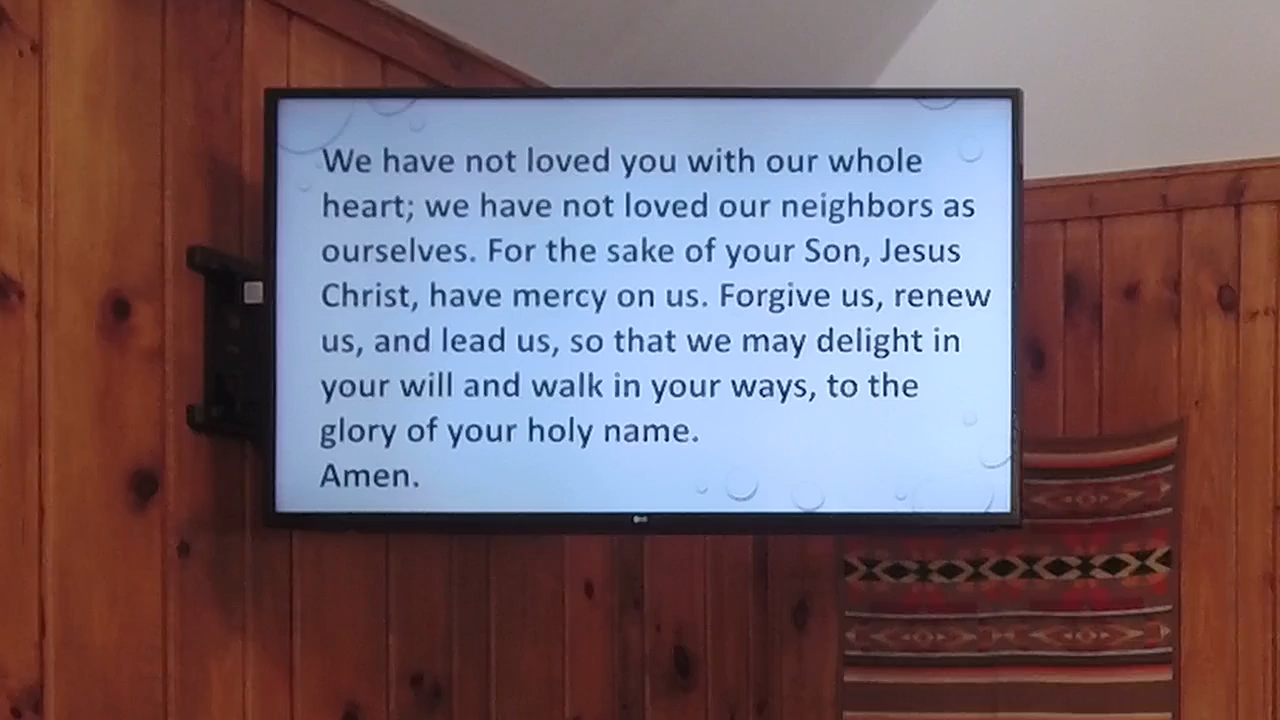 We have not loved you with our whole
heart; we have not loved our neighbors as
ourselves. For the sake of your Son, Jesus
Christ, have mercy on us. Forgive us, renew
us, and lead us, so that we may delight in
your will and walk in your ways, to the
glory of your holy name.
Amen.